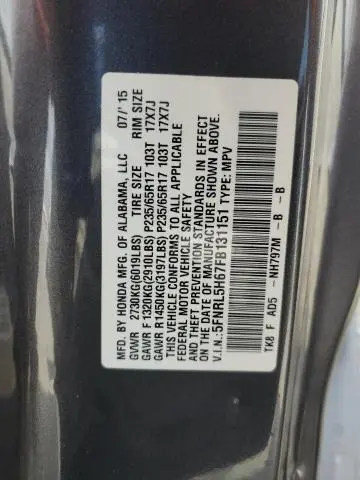 MFD. BY HONDA MFG. OF ALABAMA, LLC 07/'15
GVWR 2730KG(6019LBS) TIRE SIZE RIM SIZE
GAWR F 1320KG(2910LBS) P235/65R17 103T 17X7J
GAWR R 1450KG(3197LBS) P235/65R17 103T 17X7J
THIS VEHICLE CONFORMS TO ALL APPLICABLE
FEDERAL MOTOR VEHICLE SAFETY
AND THEFT PREVENTION STANDARDS IN EFFECT
ON THE DATE OF MANUFACTURE SHOWN ABOVE.
V.I.N.:5FNRL5H67FB131151 TYPE: MPV
TK8 F AD5 -NH797M -B -B